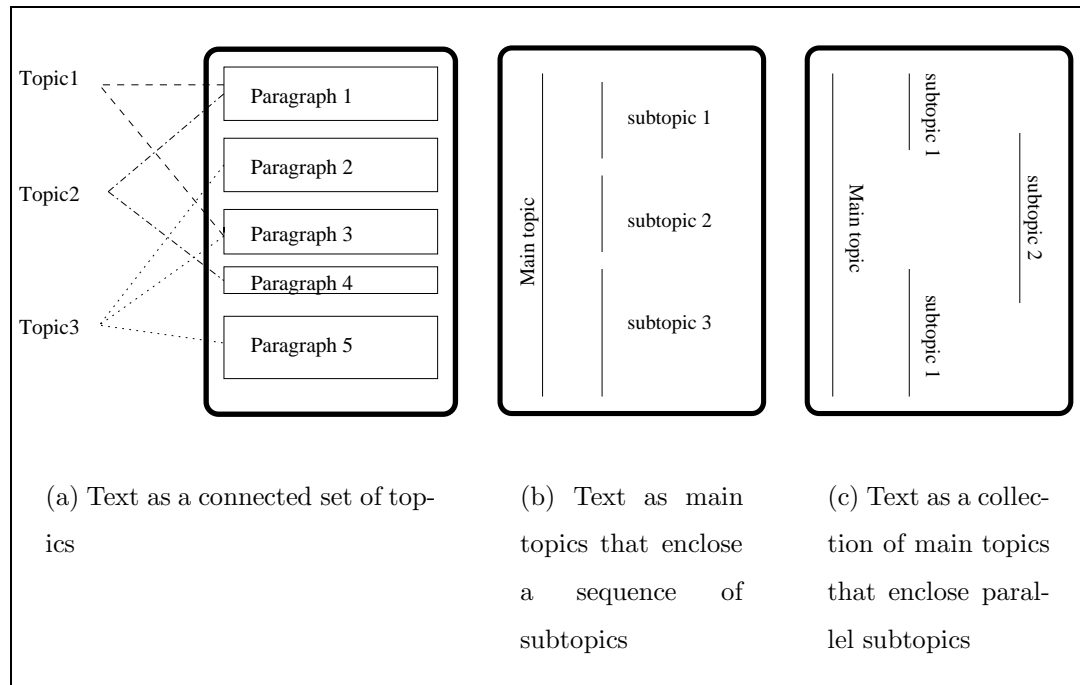 Topic1
Topic2
Topic3
Paragraph 1
Paragraph 2
Paragraph 3
Paragraph 4
Paragraph 5
Main topic
subtopic 1
subtopic 2
subtopic 3
Main topic
subtopic 1
subtopic 1
subtopic 2
(a) Text as a connected set of top-
ics
(b) Text as main
topics that enclose
a sequence of
subtopics
(c) Text as a collec-
tion of main topics
that enclose paral-
lel subtopics